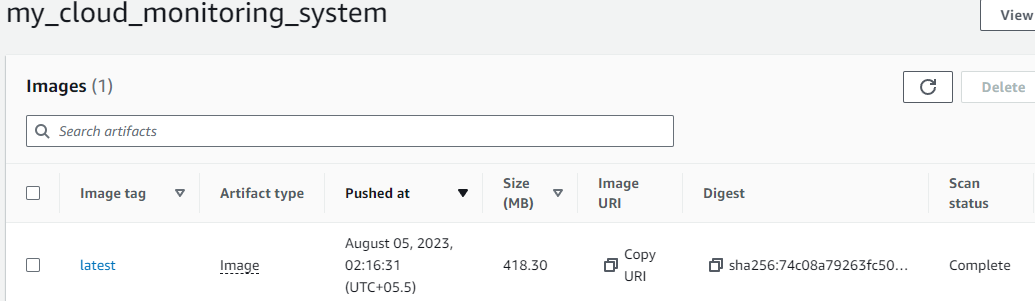 my_cloud_monitoring_system
View
Images (1)
Delete
Search artifacts
Image tag
Artifact type
Pushed at
Size
(MB)
Image
URI
Digest
Scan
status
latest
Image
August 05, 2023,
02:16:31
(UTC+05.5)
418.30
Copy
URI
sha256:74c08a79263fc50...
Complete